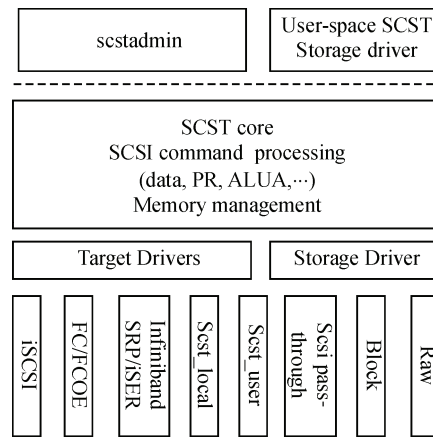 scstadmin
User-space SCST
Storage driver
SCST core
SCSI command processing
(data, PR, ALUA,···)
Memory management
Target Drivers
Storage Driver
iSCSI
FC/FCOE
Infiniband
SRP/iSER
Scst_local
Scst_user
Scsi pass-
through
Block
Raw